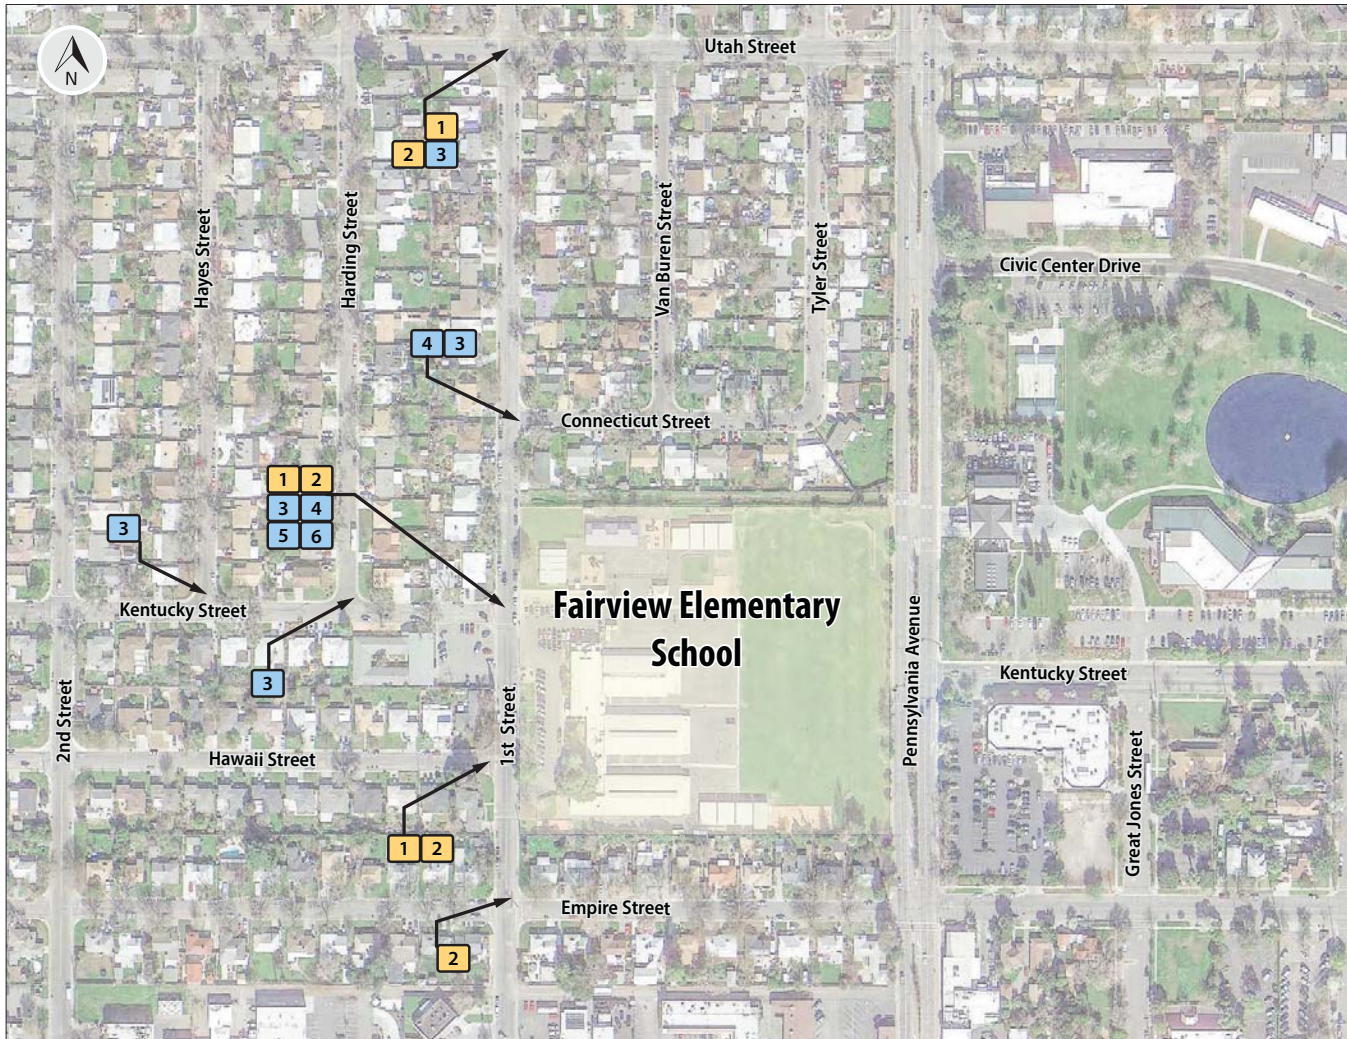 Utah Street
N
1
2 3
Hayes Street
Harding Street
Van Buren Street
Tyler Street
Civic Center Drive
4 3
Connecticut Street
1 2
3 4
5 6
3
Kentucky Street
Fairview Elementary
School
3
Kentucky Street
2nd Street
1st Street
Pennsylvania Avenue
Hawaii Street
Great Jones Street
1 2
Empire Street
2